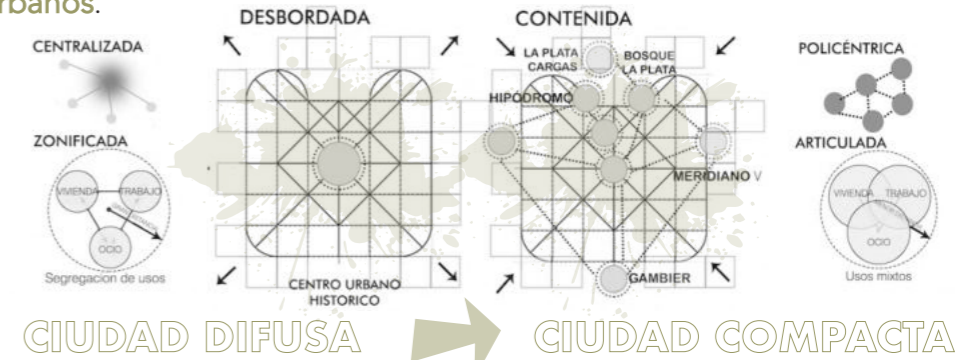 rbanos.
DESBORDADA
CONTENIDA
CENTRALIZADA
LA PLATA
CARGAS
BOSQUE
LA PLATA
POLICÉNTRICA
HIPODROMO
ZONIFICADA
ARTICULADA
VIVIENDA
TRABAJO
OCIO
MERIDIANO V
VIVIENDA
TRABAJO
OCIO
Segregacion de usos
CENTRO URBANO
HISTORICO
GAMBIER
Usos mixtos
CIUDAD DIFUSA
CIUDAD COMPACTA